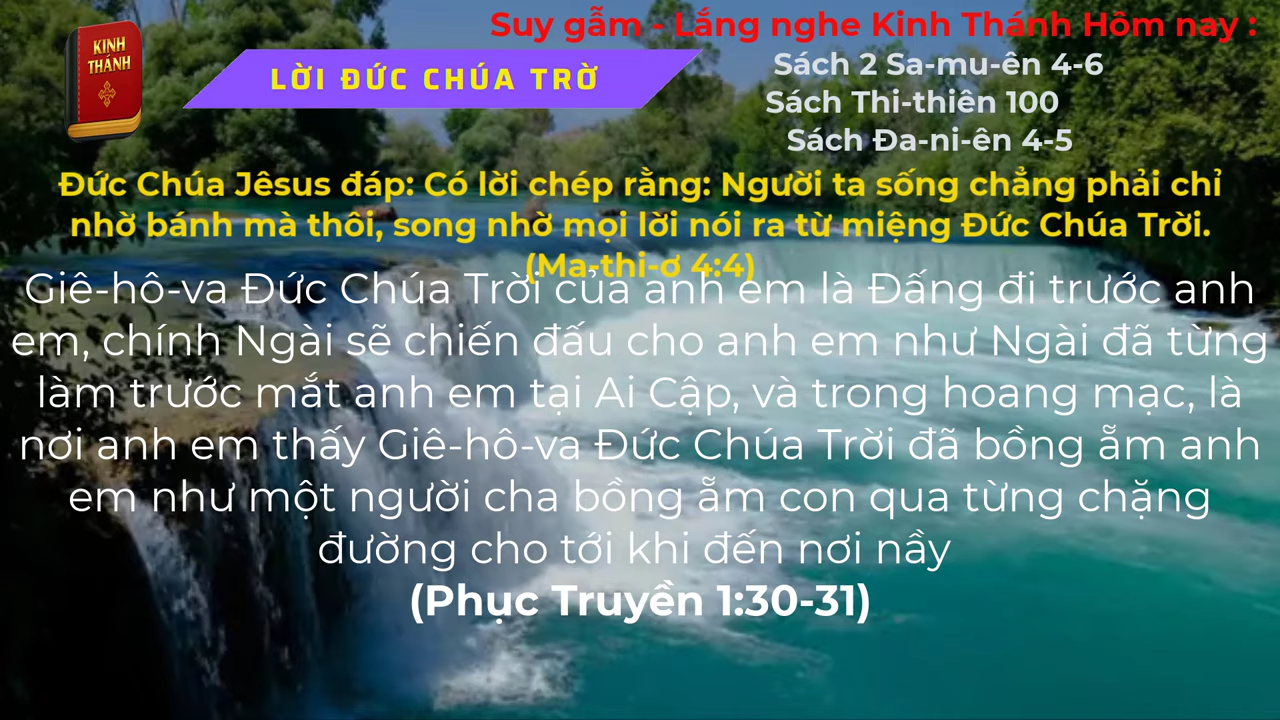 KINH
THÁNH
LỜI ĐỨC CHÚA TRỜ
Suy gẫm - Lắng nghe Kinh Thánh Hôm nay :
Sách 2 Sa-mu-ên 4-6
Sách Thi-thiên 100
Sách Đa-ni-ên 4-5
Đức Chúa Jêsus đáp: Có lời chép rằng: Người ta sống chẳng phải chỉ
nhờ bánh mà thôi, song nhờ mọi lời nói ra từ miệng Đức Chúa Trời.
(Ma-thi-ơ 4:4)
Giê-hô-va Đức Chúa Trời của anh em là Đấng đi trước anh
em, chính Ngài sẽ chiến đấu cho anh em như Ngài đã từng
làm trước mắt anh em tại Ai Cập, và trong hoang mạc, là
nơi anh em thấy Giê-hô-va Đức Chúa Trời đã bồng ẵm anh
em như một người cha bồng ẵm con qua từng chặng
đường cho tới khi đến nơi nầy
(Phục Truyền 1:30-31)